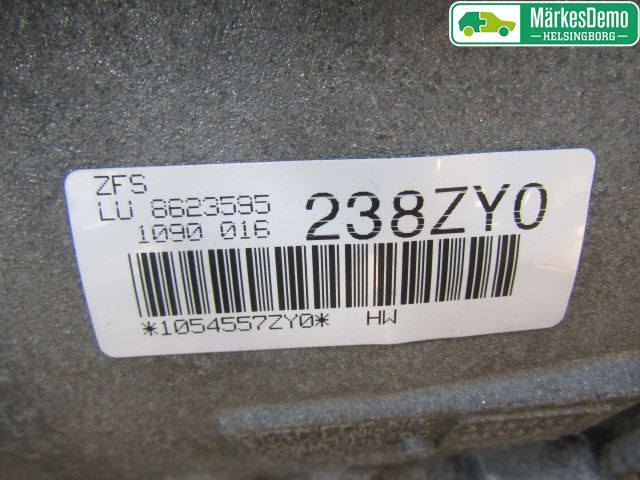 MärkesDemo
HELSINGBORG
ZFS
LU 8623595
1090 016
238ZY0
*1054557ZY0* HW